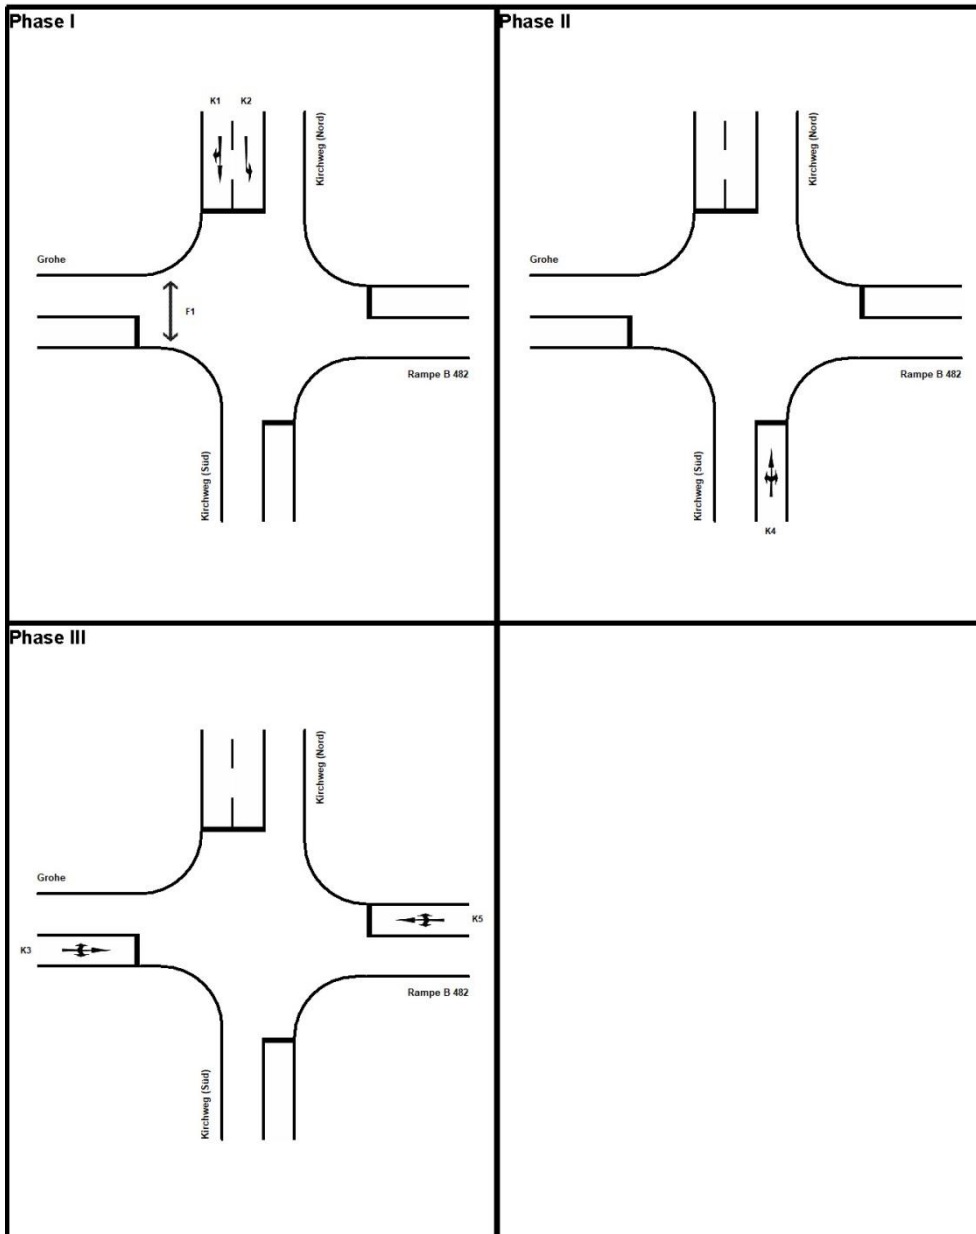 Phase I
K1 K2
Kirchweg (Nord)
Grohe
F1
Rampe B 482
Kirchweg (Süd)
Phase II
Kirchweg (Nord)
Grohe
Rampe B 482
Kirchweg (Süd)
K4
Phase III
Kirchweg (Nord)
Grohe
K3
K5
Rampe B 482
Kirchweg (Süd)